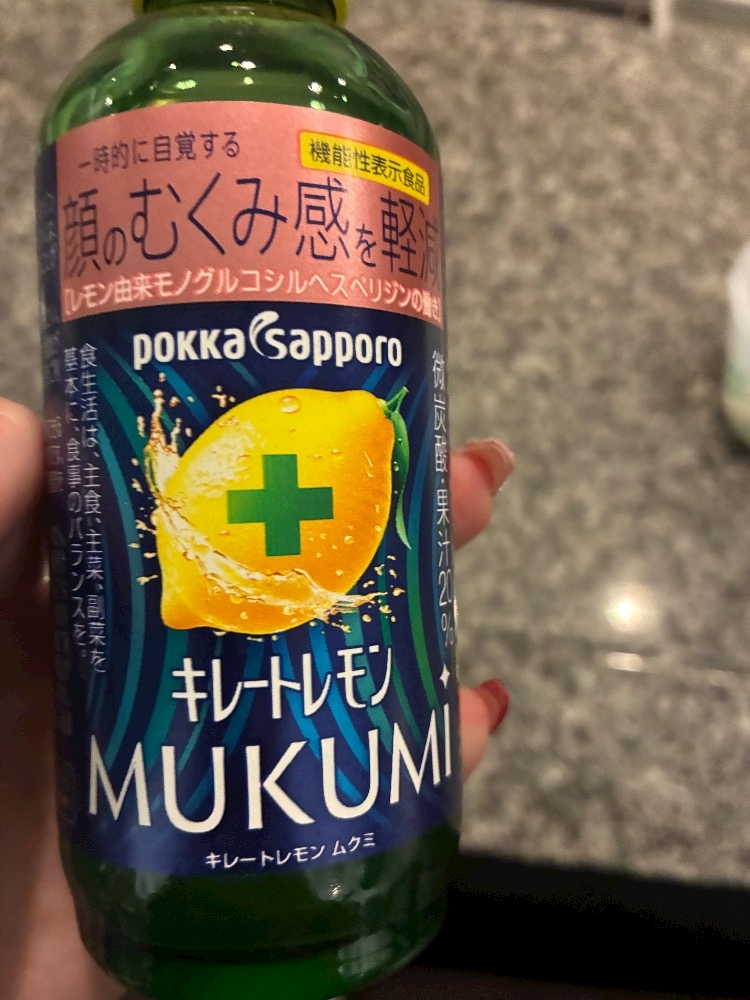 一時的に自覚する
機能性表示食品
顔のむくみ感を軽減
【レモン由来モノグルコシルヘスペリジンの働き】
pokka sapporo
食生活は、主食、主菜、副菜を
基本に、食事のバランスを。
微炭酸・果汁20%
キレートレモン
MUKUMI
キレートレモン ムクミ